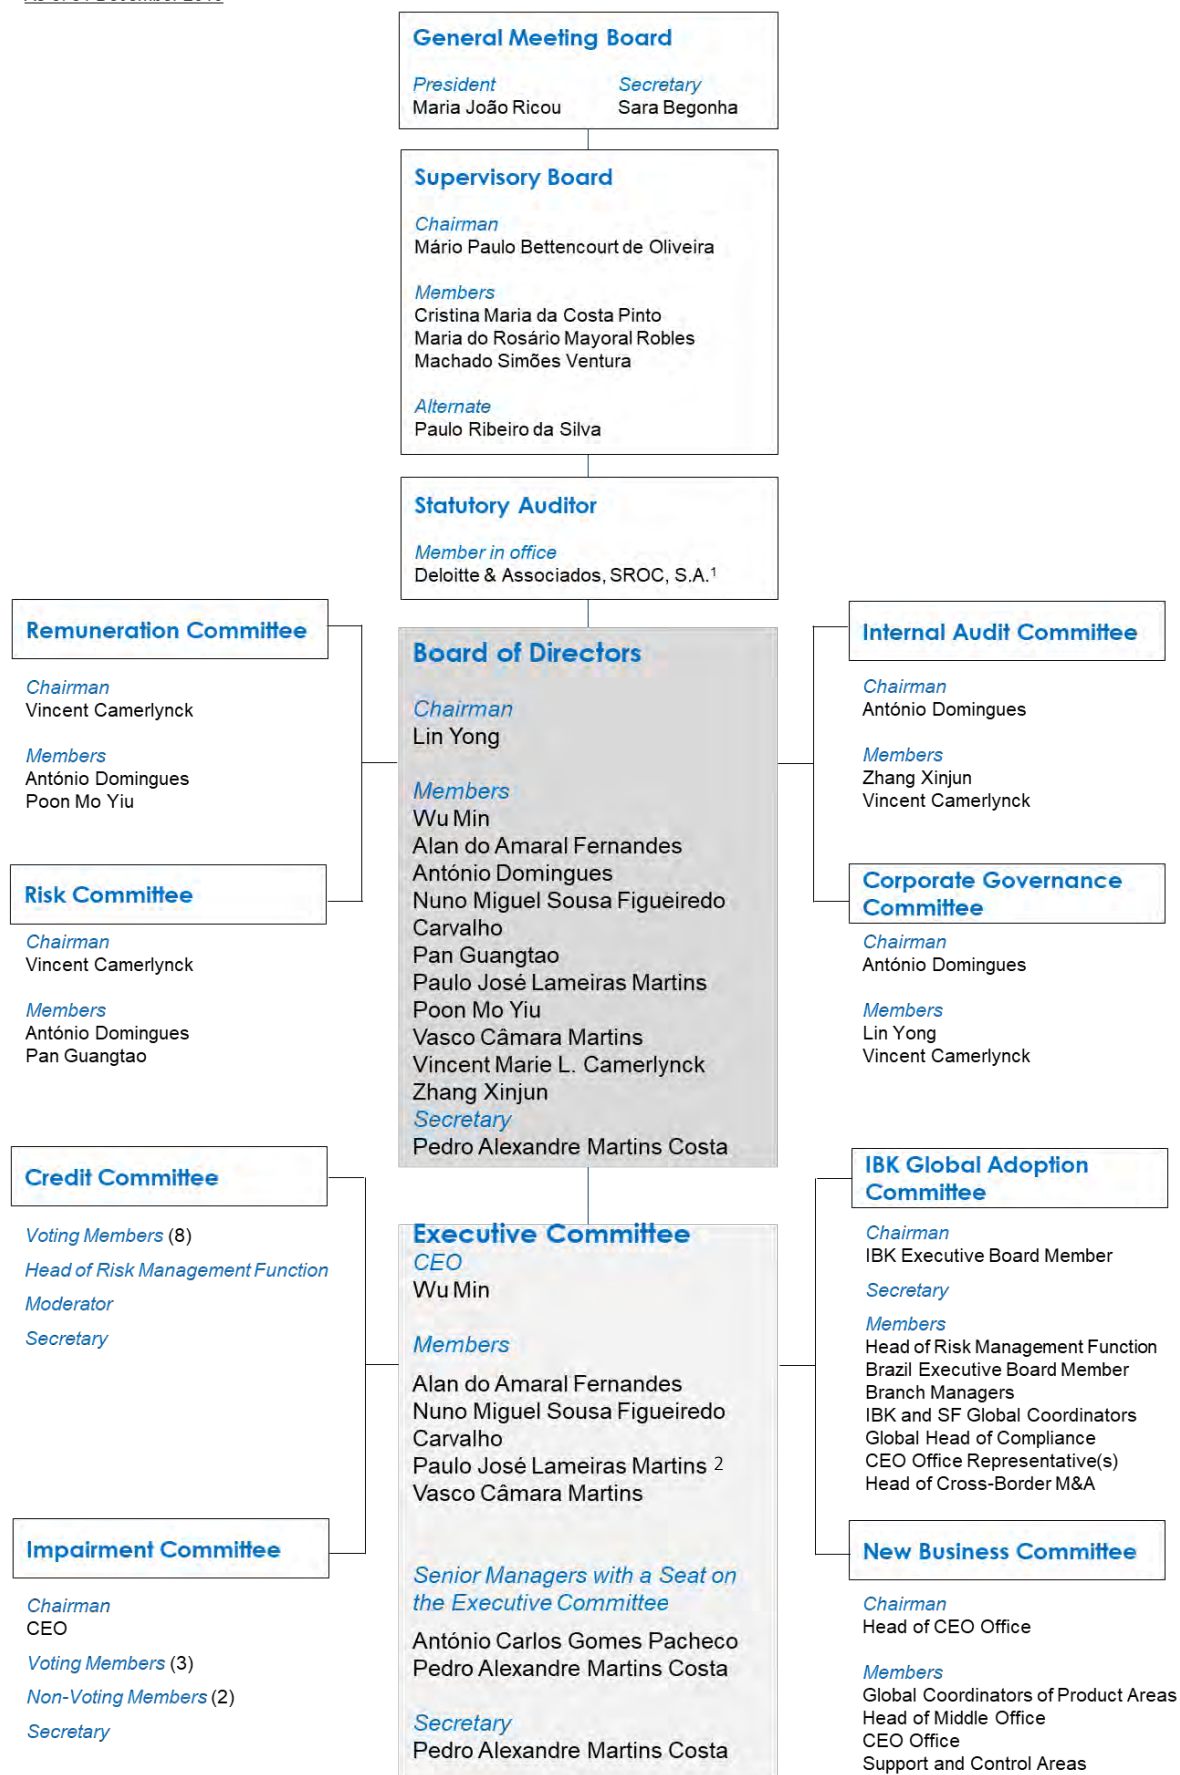 General Meeting Board
President
Maria João Ricou
Secretary
Sara Begonha
Supervisory Board
Chairman
Mário Paulo Bettencourt de Oliveira
Members
Cristina Maria da Costa Pinto
Maria do Rosário Mayoral Robles
Machado Simões Ventura
Alternate
Paulo Ribeiro da Silva
Statutory Auditor
Member in office
Deloitte & Associados, SROC, S.A.¹
Remuneration Committee
Chairman
Vincent Camerlynck
Members
António Domingues
Poon Mo Yiu
Risk Committee
Chairman
Vincent Camerlynck
Members
António Domingues
Pan Guangtao
Board of Directors
Chairman
Lin Yong
Members
Wu Min
Alan do Amaral Fernandes
António Domingues
Nuno Miguel Sousa Figueiredo
Carvalho
Pan Guangtao
Paulo José Lameiras Martins
Poon Mo Yiu
Vasco Câmara Martins
Vincent Marie L. Camerlynck
Zhang Xinjun
Secretary
Pedro Alexandre Martins Costa
Internal Audit Committee
Chairman
António Domingues
Members
Zhang Xinjun
Vincent Camerlynck
Corporate Governance
Committee
Chairman
António Domingues
Members
Lin Yong
Vincent Camerlynck
Credit Committee
Voting Members (8)
Head of Risk Management Function
Moderator
Secretary
Impairment Committee
Chairman
CEO
Voting Members (3)
Non-Voting Members (2)
Secretary
Executive Committee
CEO
Wu Min
Members
Alan do Amaral Fernandes
Nuno Miguel Sousa Figueiredo
Carvalho
Paulo José Lameiras Martins 2
Vasco Câmara Martins
Senior Managers with a Seat on
the Executive Committee
António Carlos Gomes Pacheco
Pedro Alexandre Martins Costa
Secretary
Pedro Alexandre Martins Costa
IBK Global Adoption
Committee
Chairman
IBK Executive Board Member
Secretary
Members
Head of Risk Management Function
Brazil Executive Board Member
Branch Managers
IBK and SF Global Coordinators
Global Head of Compliance
CEO Office Representative(s)
Head of Cross-Border M&A
New Business Committee
Chairman
Head of CEO Office
Members
Global Coordinators of Product Areas
Head of Middle Office
CEO Office
Support and Control Areas